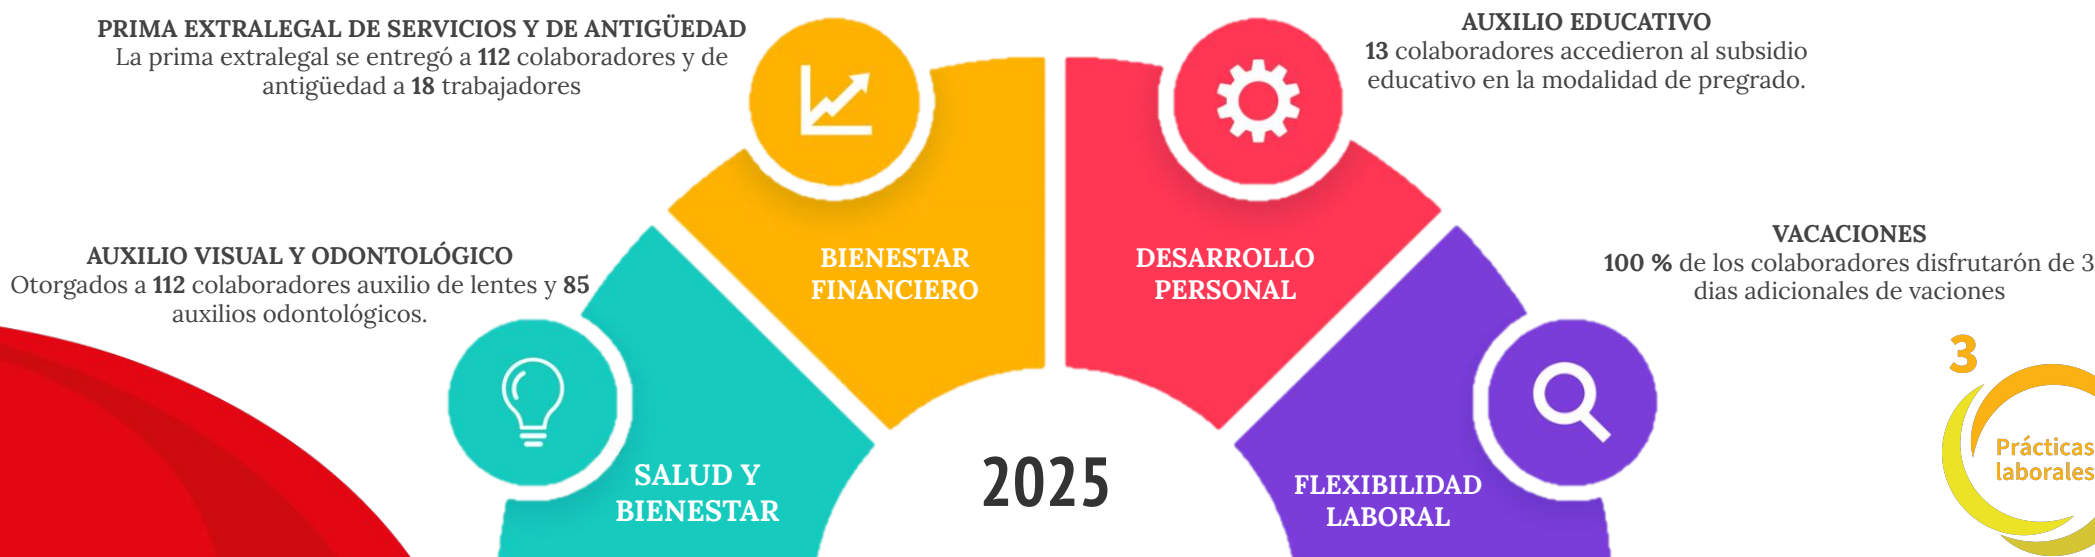 PRIMA EXTRALEGAL DE SERVICIOS Y DE ANTIGÜEDAD
La prima extralegal se entregó a 112 colaboradores y de
antigüedad a 18 trabajadores
AUXILIO EDUCATIVO
13 colaboradores accedieron al subsidio
educativo en la modalidad de pregrado.
AUXILIO VISUAL Y ODONTOLÓGICO
Otorgados a 112 colaboradores auxilio de lentes y 85
auxilios odontológicos.
BIENESTAR
FINANCIERO
DESARROLLO
PERSONAL
VACACIONES
100 % de los colaboradores disfrutarón de 3
dias adicionales de vaciones
SALUD Y
BIENESTAR
2025
FLEXIBILIDAD
LABORAL
3
Prácticas
laborales